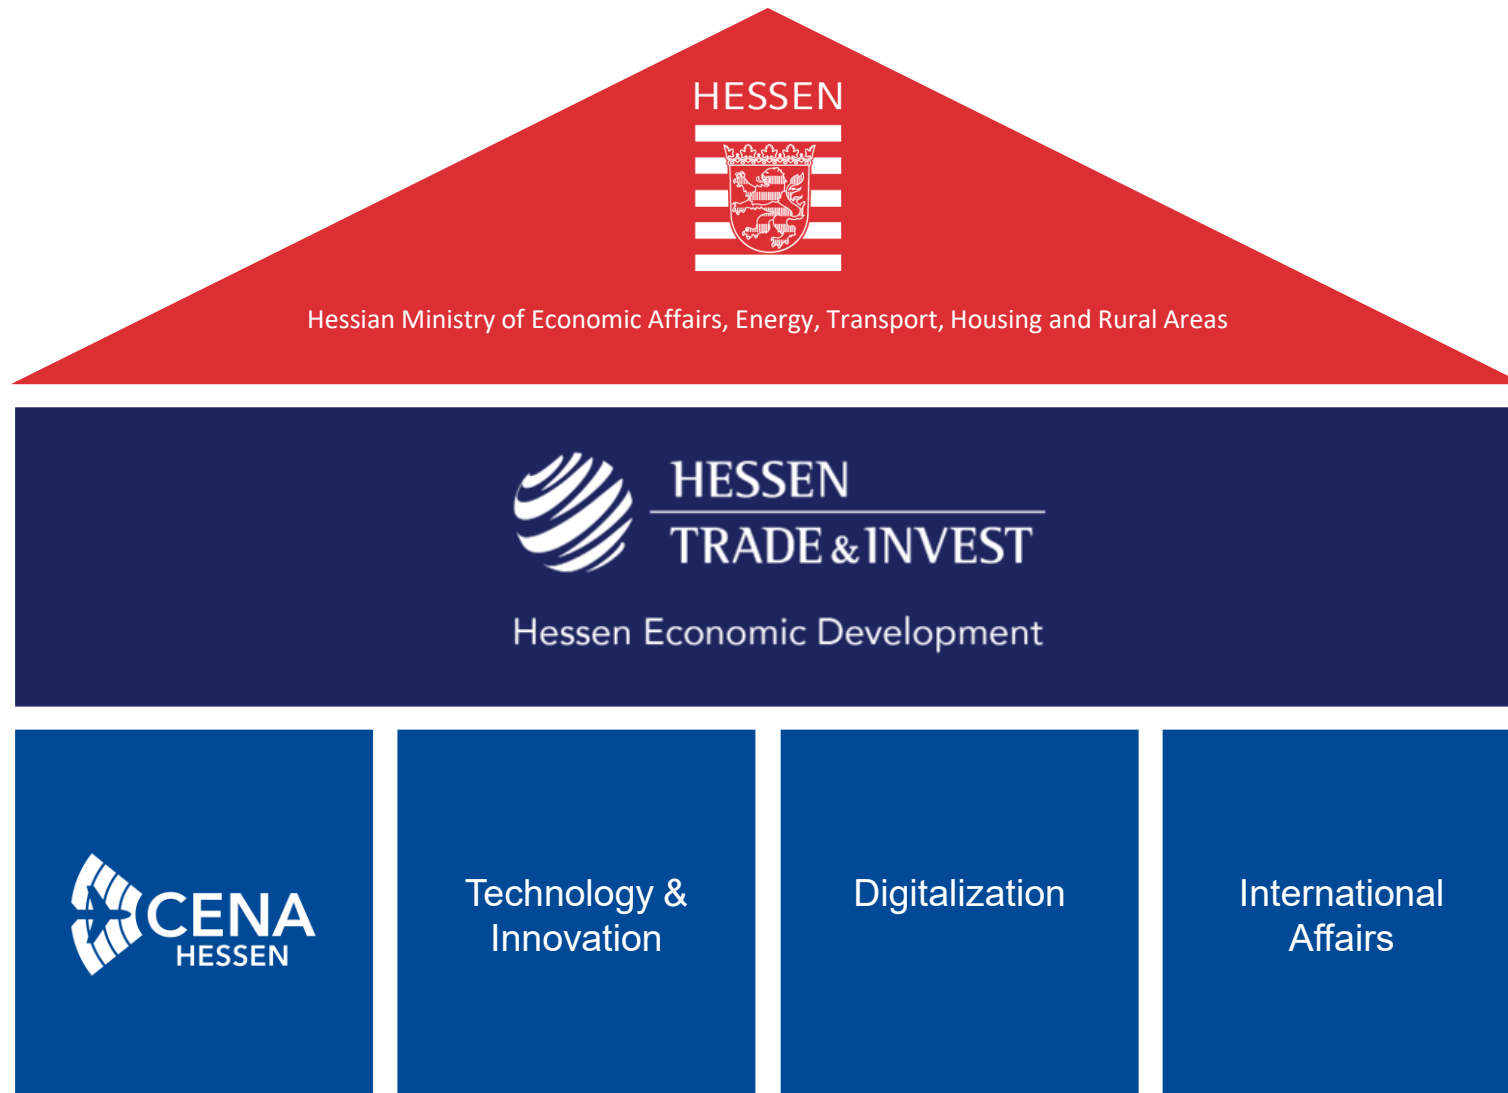 HESSEN
Hessian Ministry of Economic Affairs, Energy, Transport, Housing and Rural Areas
HESSEN
TRADE & INVEST
Hessen Economic Development
CENA
HESSEN
Technology &
Innovation
Digitalization
International
Affairs